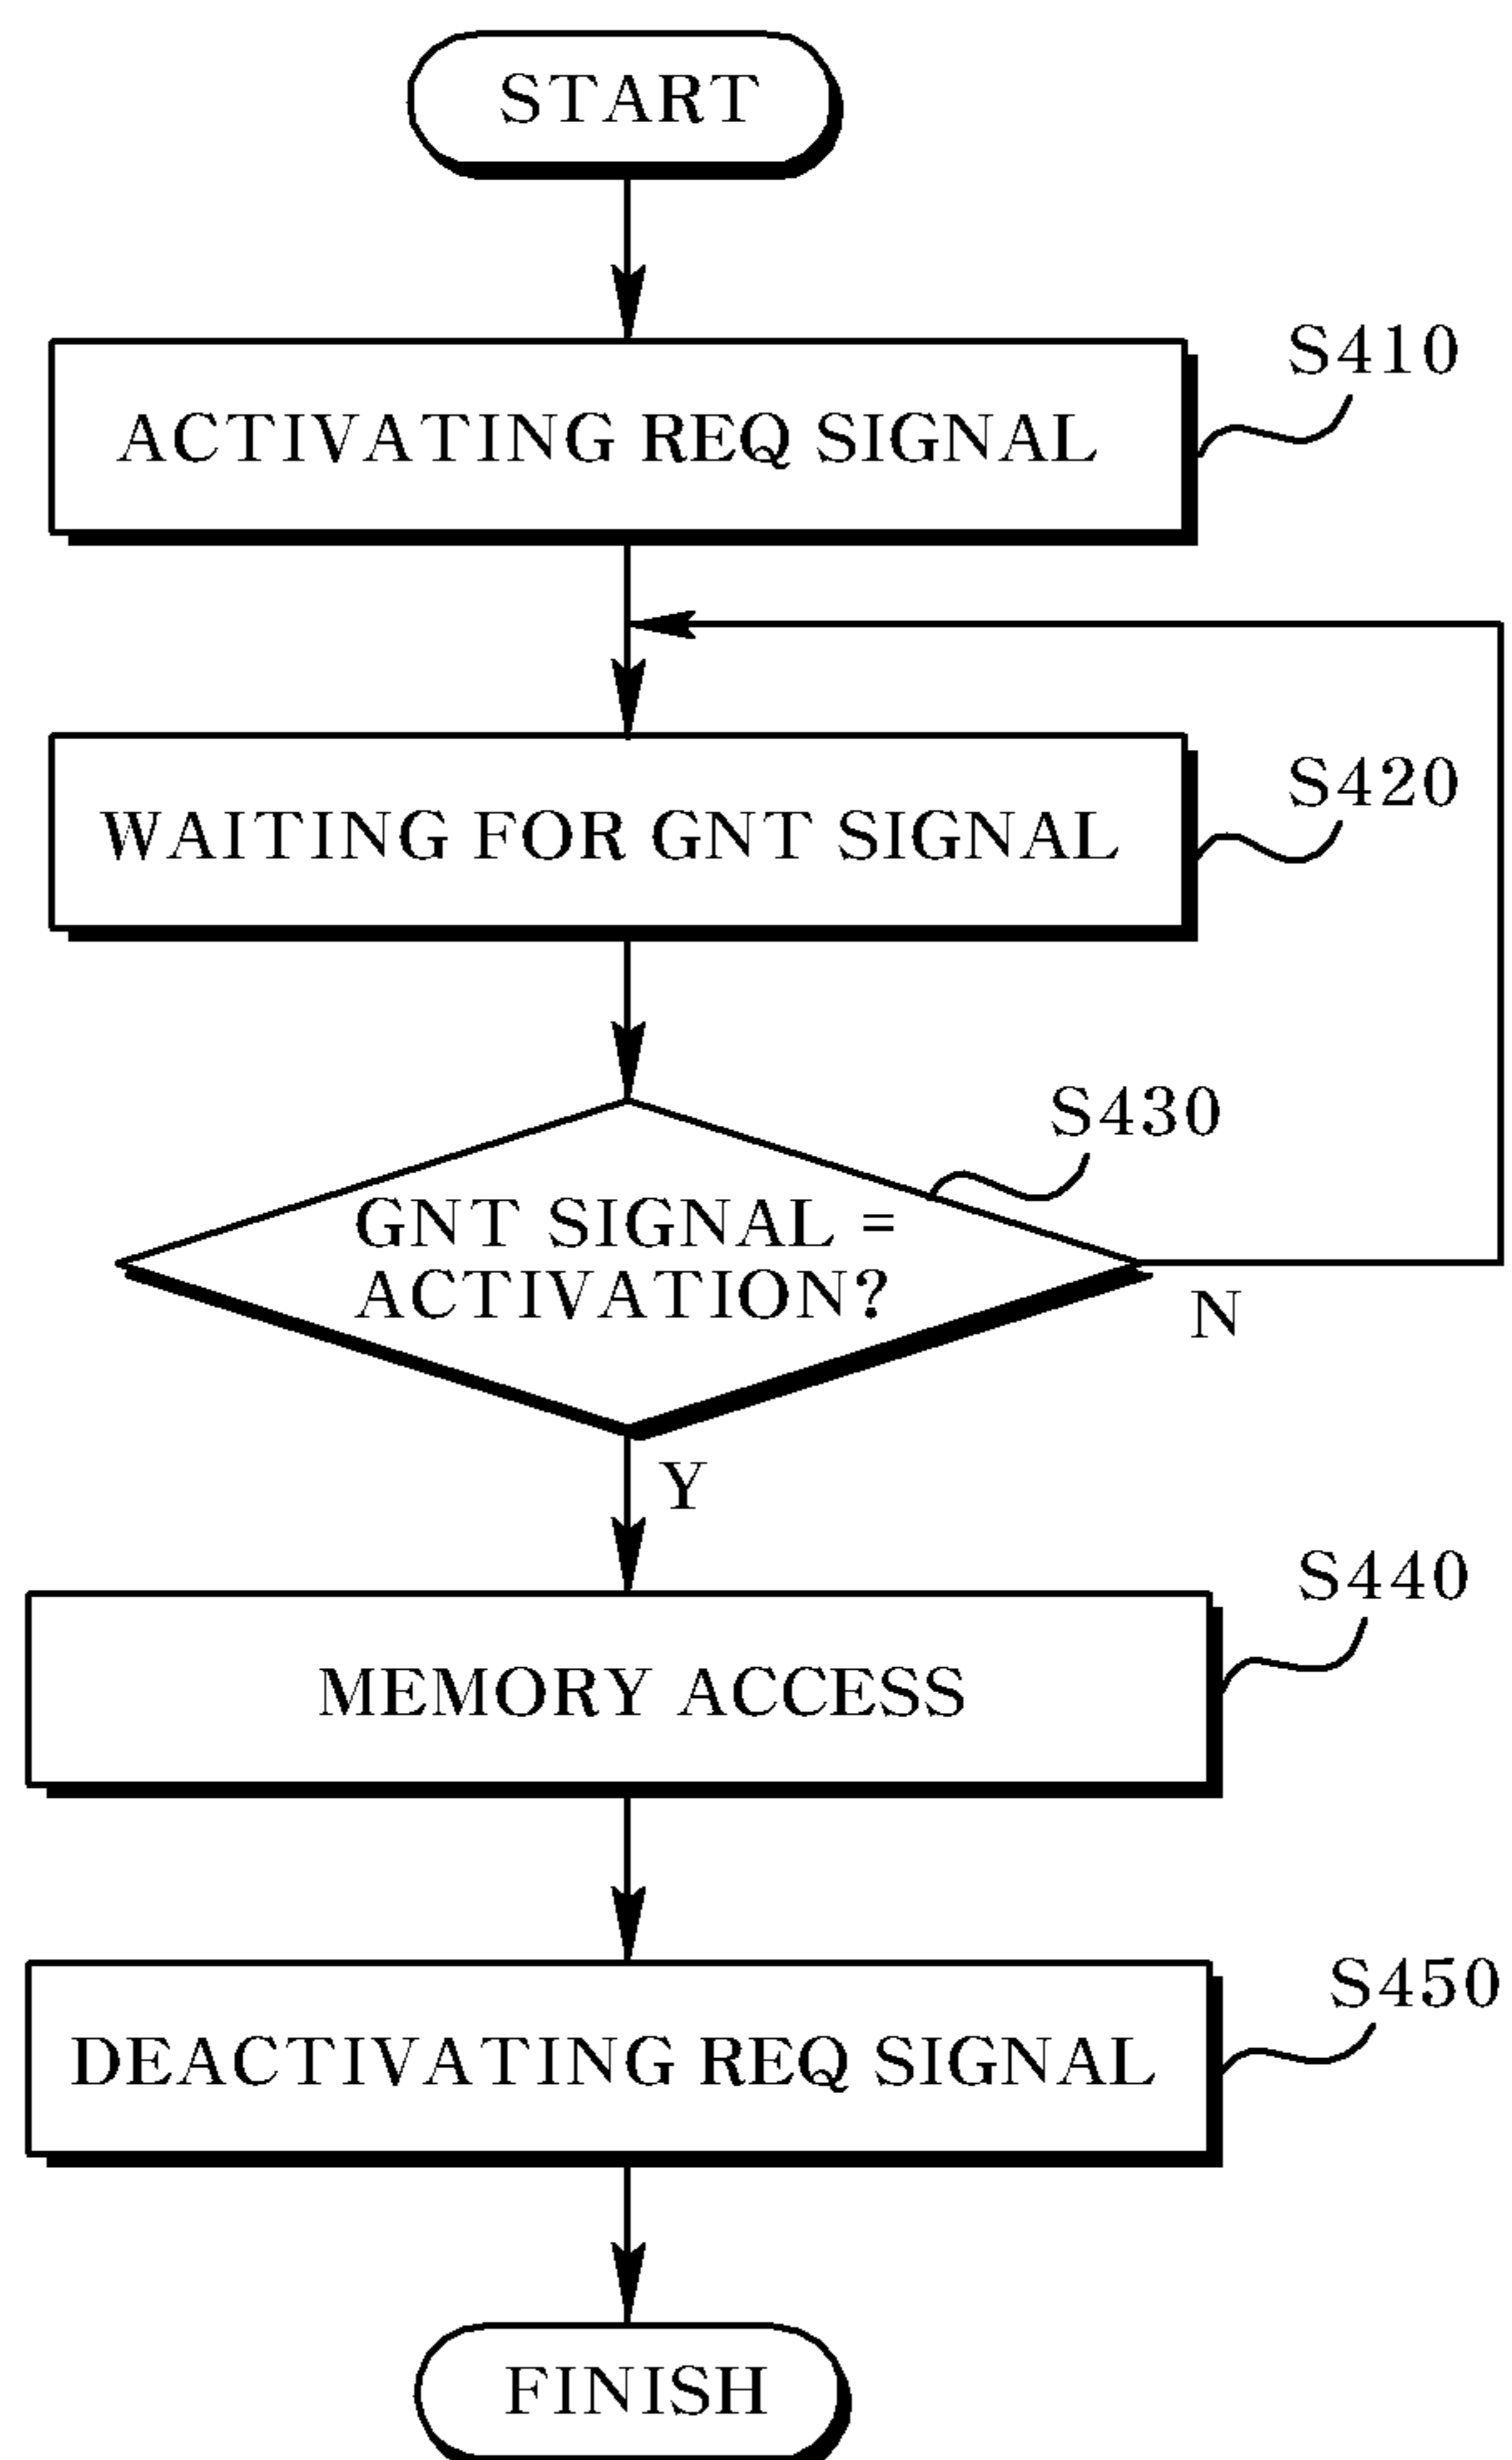 START
S410
ACTIVATING REQ SIGNAL
S420
WAITING FOR GNT SIGNAL
S430
GNT SIGNAL =
ACTIVATION?
N
Y
S440
MEMORY ACCESS
S450
DEACTIVATING REQ SIGNAL
FINISH